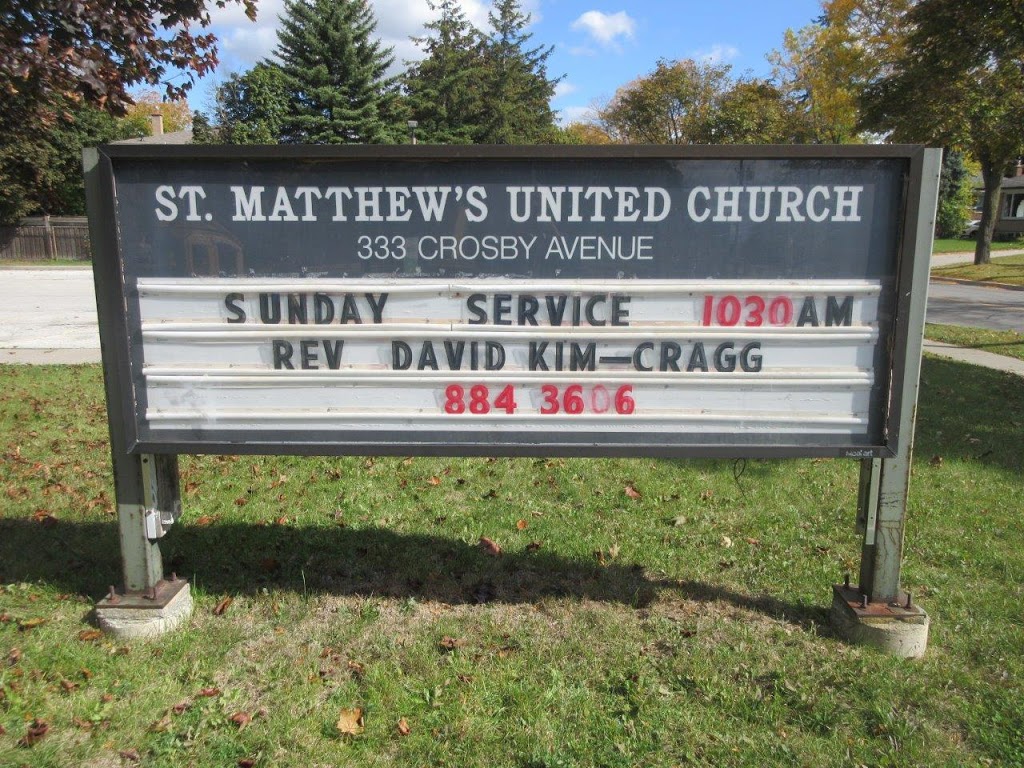 ST. MATTHEW'S UNITED CHURCH
333 CROSBY AVENUE
SUNDAY SERVICE 1030AM
REV DAVID KIM—CRAGG
884 3606